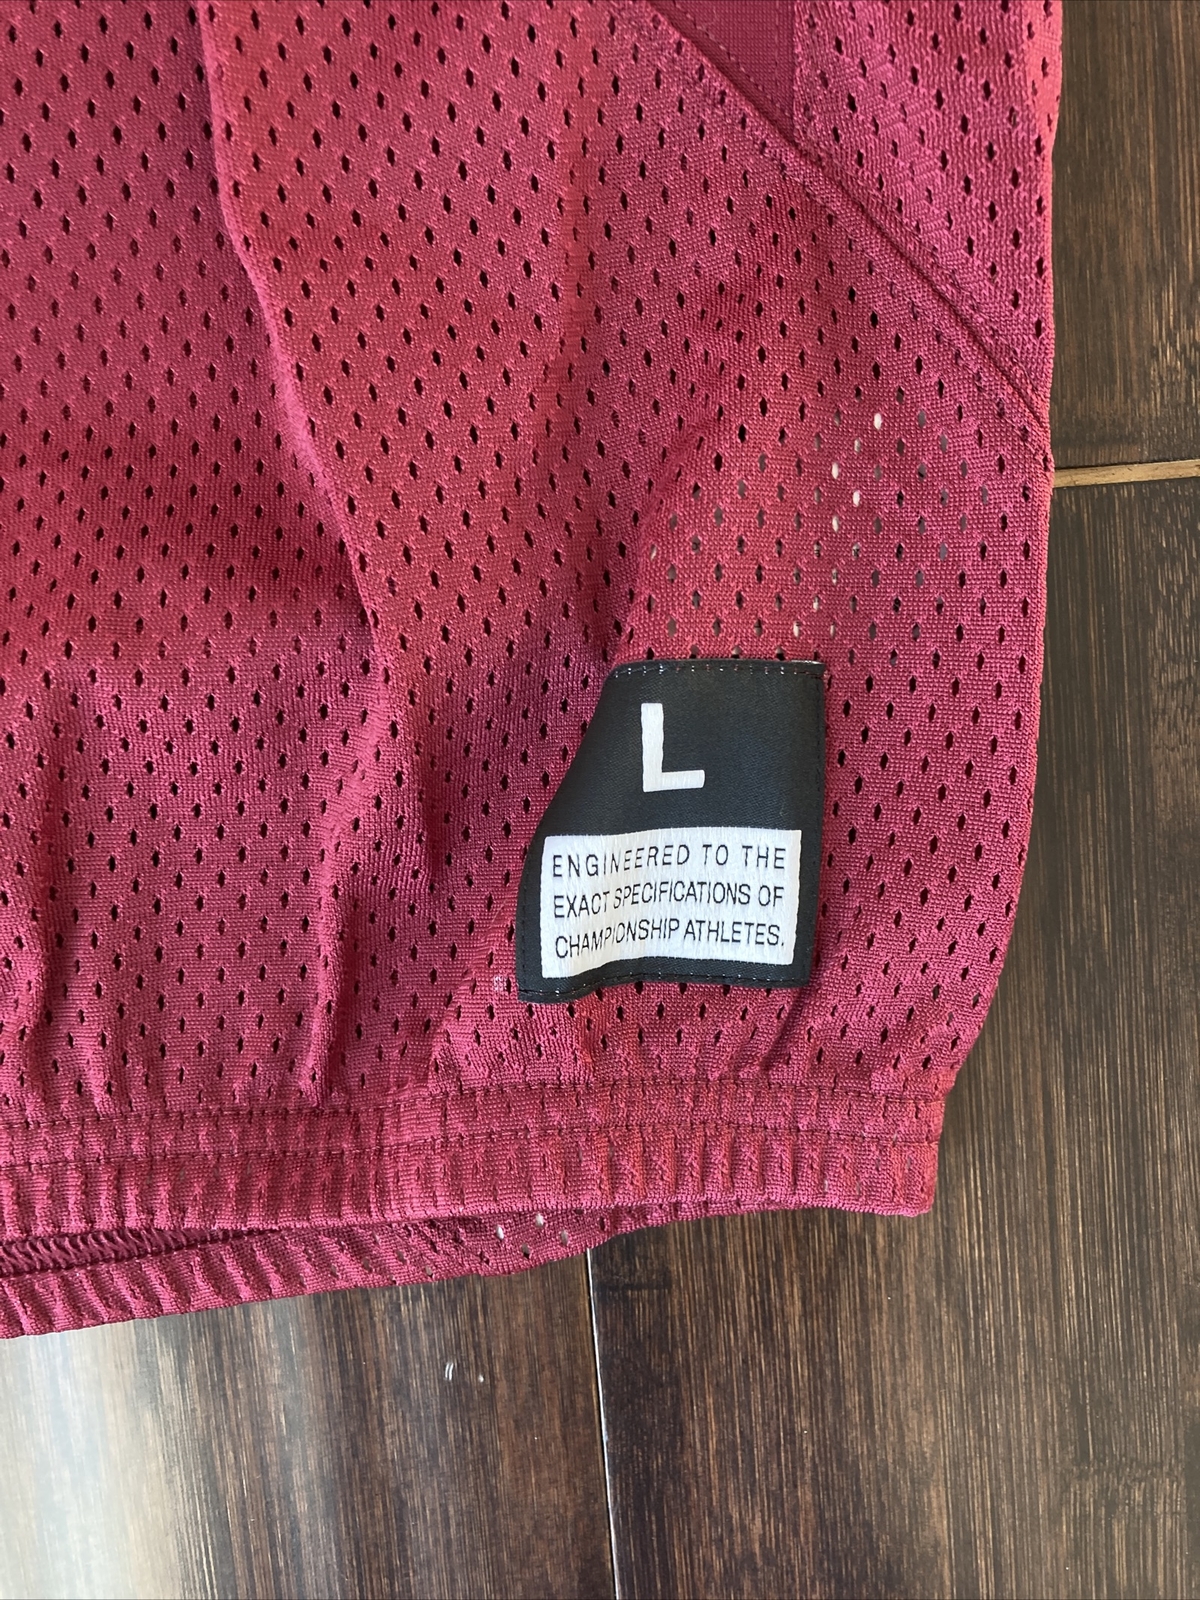 L
ENGINEERED TO THE
EXACT SPECIFICATIONS OF
CHAMPIONSHIP ATHLETES.